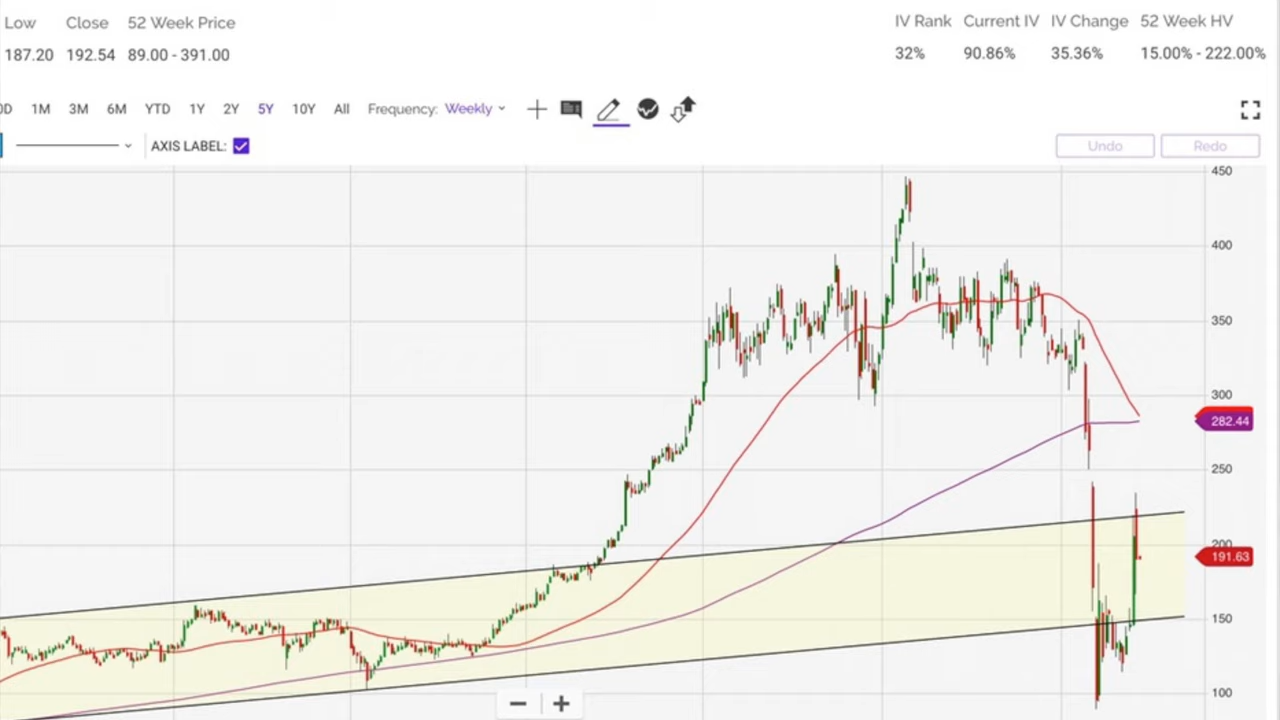 Low Close 52 Week Price IV Rank Current IV IV Change 52 Week HV
187.20 192.54 89.00 - 391.00 32% 90.86% 35.36% 15.00% - 222.00%
0D 1M 3M 6M YTD 1Y 2Y 5Y 10Y All Frequency: Weekly
AXIS LABEL: Undo Redo
450
400
350
300
282.44
250
200
191.63
150
100